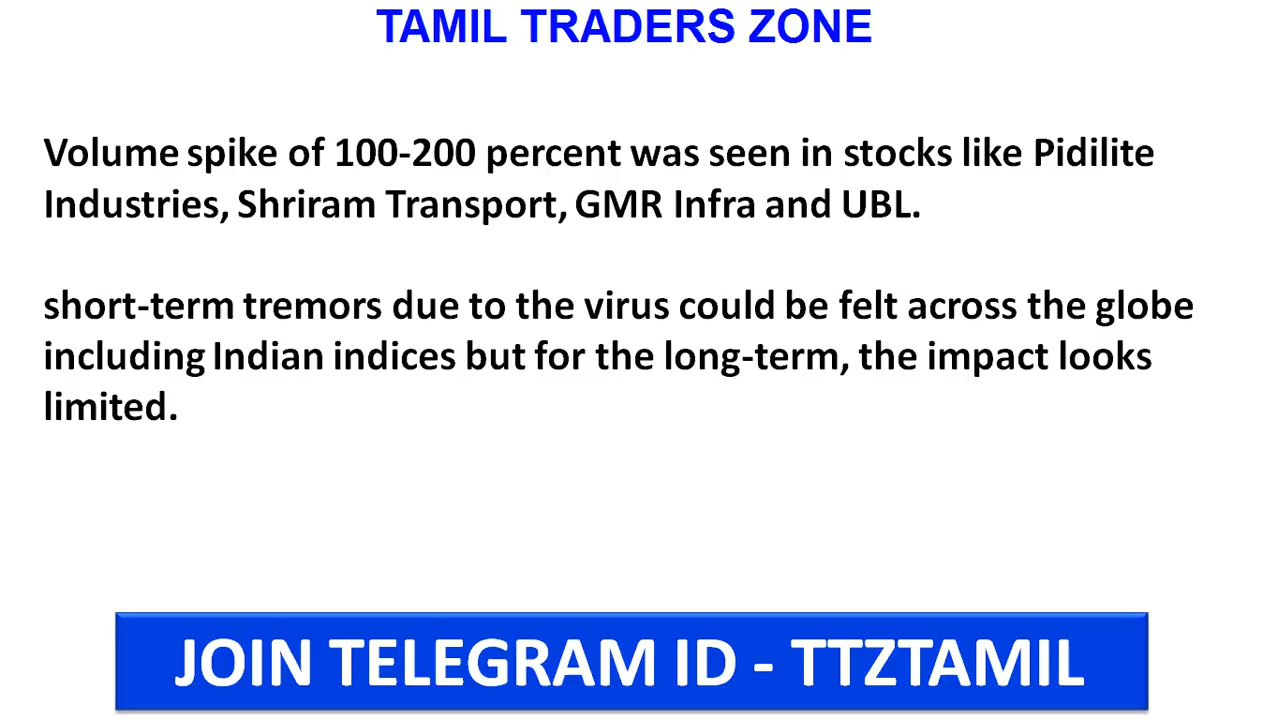 TAMIL TRADERS ZONE
Volume spike of 100-200 percent was seen in stocks like Pidilite
Industries, Shriram Transport, GMR Infra and UBL.
short-term tremors due to the virus could be felt across the globe
including Indian indices but for the long-term, the impact looks
limited.
JOIN TELEGRAM ID - TTZTAMIL